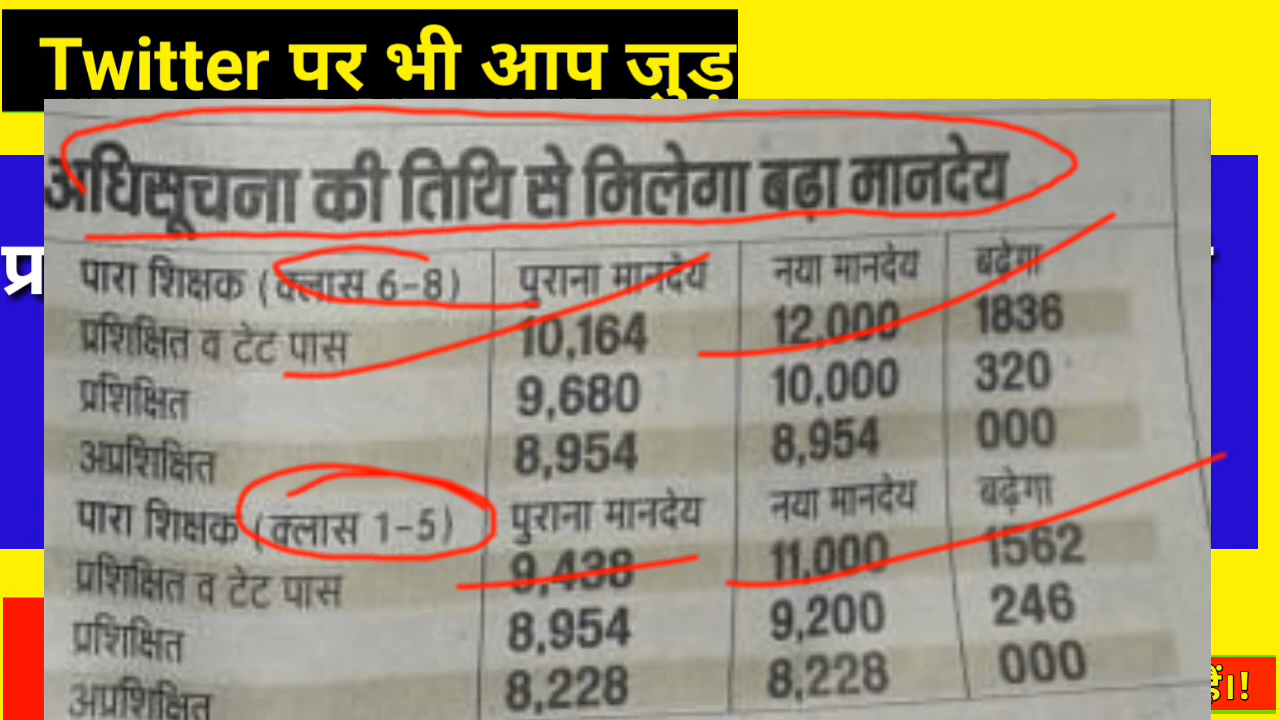 Twitter पर भी आप जुड़
अधिसूचना की तिथि से मिलेगा बढ़ा मानदेय
पारा शिक्षक (क्लास 6-8) पुराना मानदेय नया मानदेय बढ़ेगा
प्रशिक्षित व टेट पास 10,164 12,000 1836
प्रशिक्षित 9,680 10,000 320
अप्रशिक्षित 8,954 8,954 000
पारा शिक्षक (क्लास 1-5) पुराना मानदेय नया मानदेय बढ़ेगा
प्रशिक्षित व टेट पास 9,438 11,000 1562
प्रशिक्षित 8,954 9,200 246
अप्रशिक्षित 8,228 8,228 000